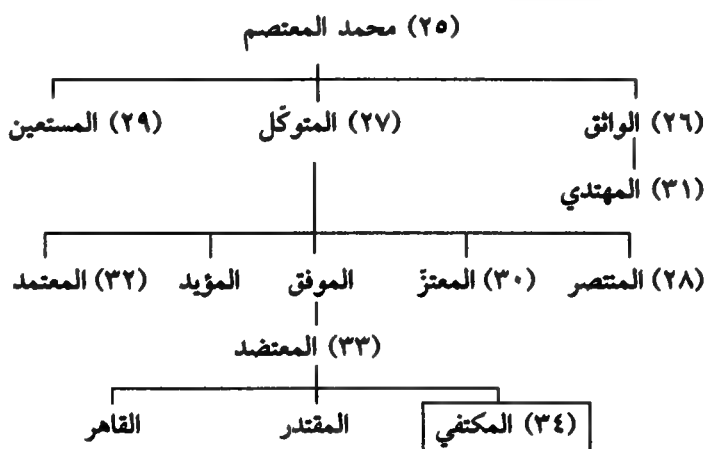 (٢٥) محمد المعتصم
(٢٦) الواثق (٢٧) المتوكّل (٢٩) المستعين
(٣١) المهتدي
(٢٨) المنتصر (٣٠) المعتزّ الموفق المؤيد (٣٢) المعتمد
(٣٣) المعتضد
(٣٤) المكتفي المقتدر القاهر